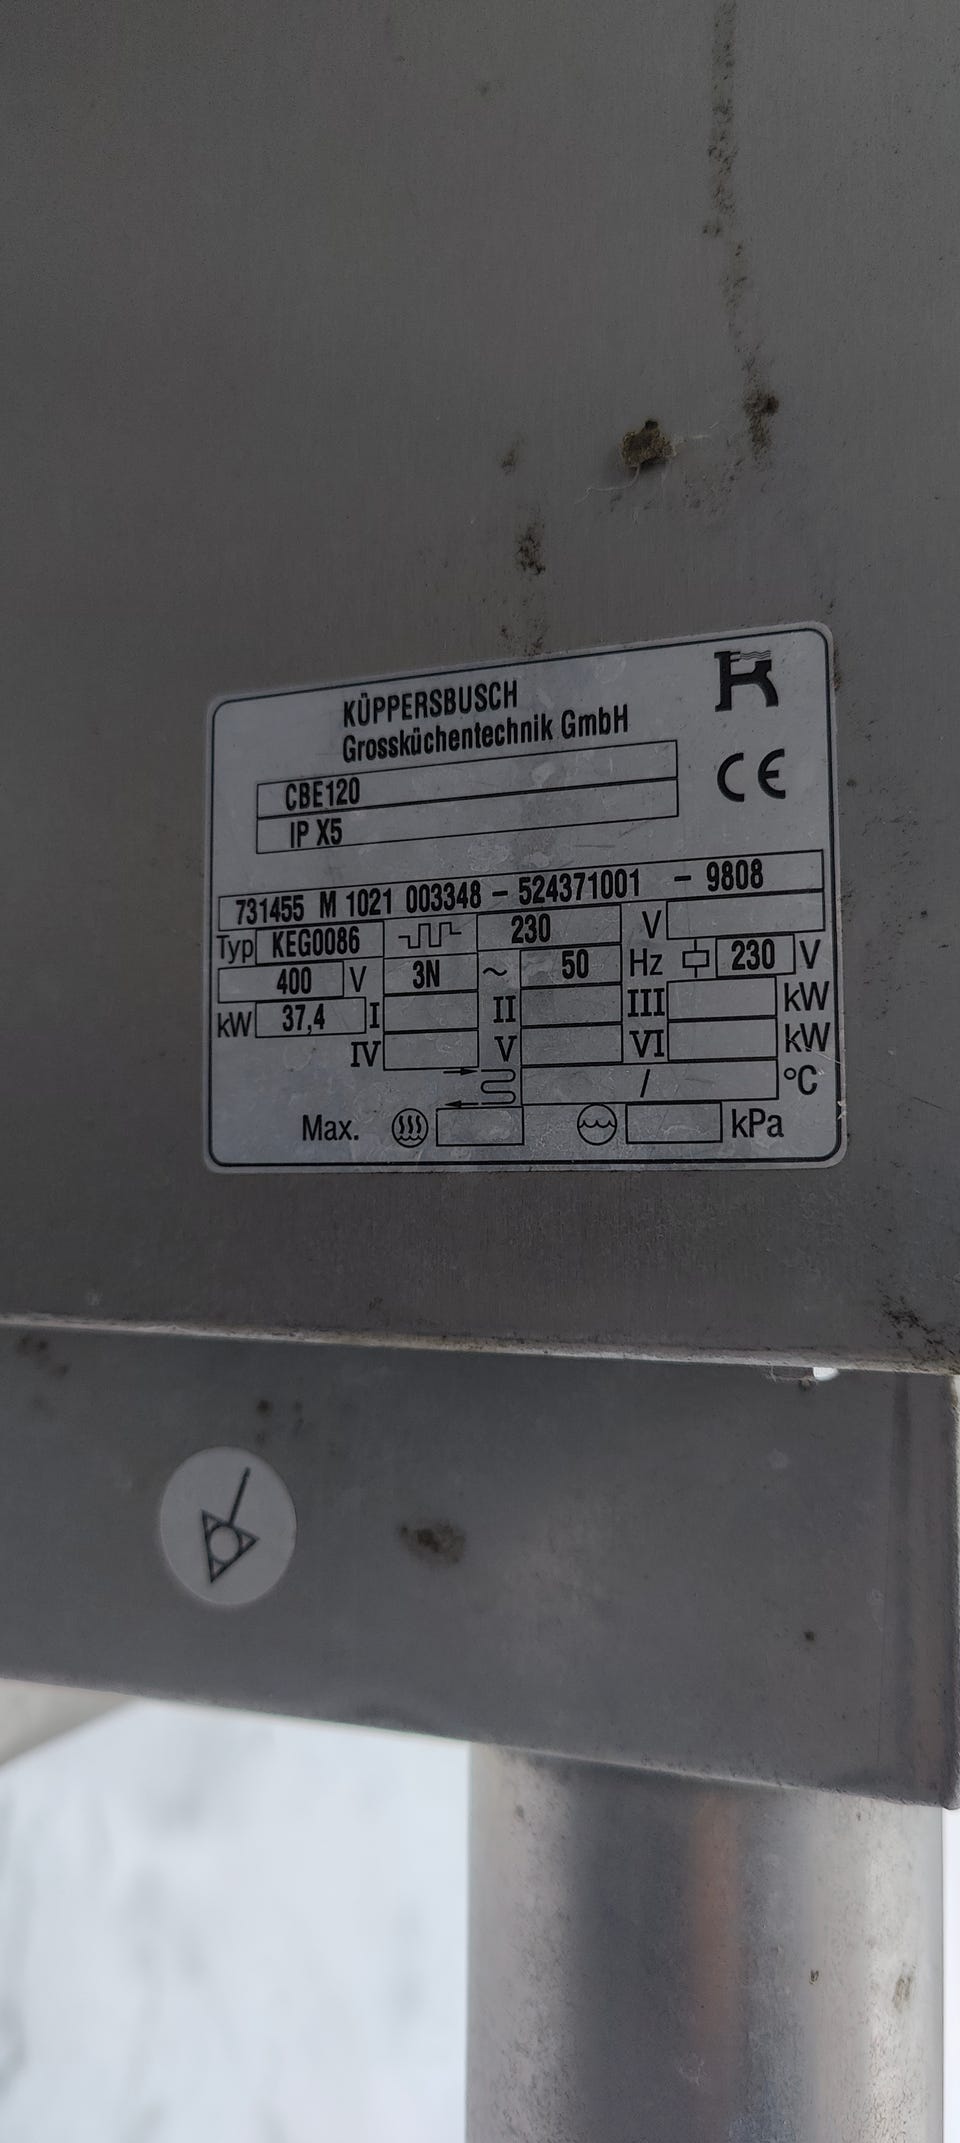 KÜPPERSBUSCH
Grossküchentechnik GmbH
CE
CBE120
IP X5
731455 M 1021 003348 - 524371001 - 9808
Typ KEG0086 230 V
400 V 3N ~ 50 Hz 230 V
kW 37,4 I II III kW
IV V VI kW
/ °C
Max. kPa